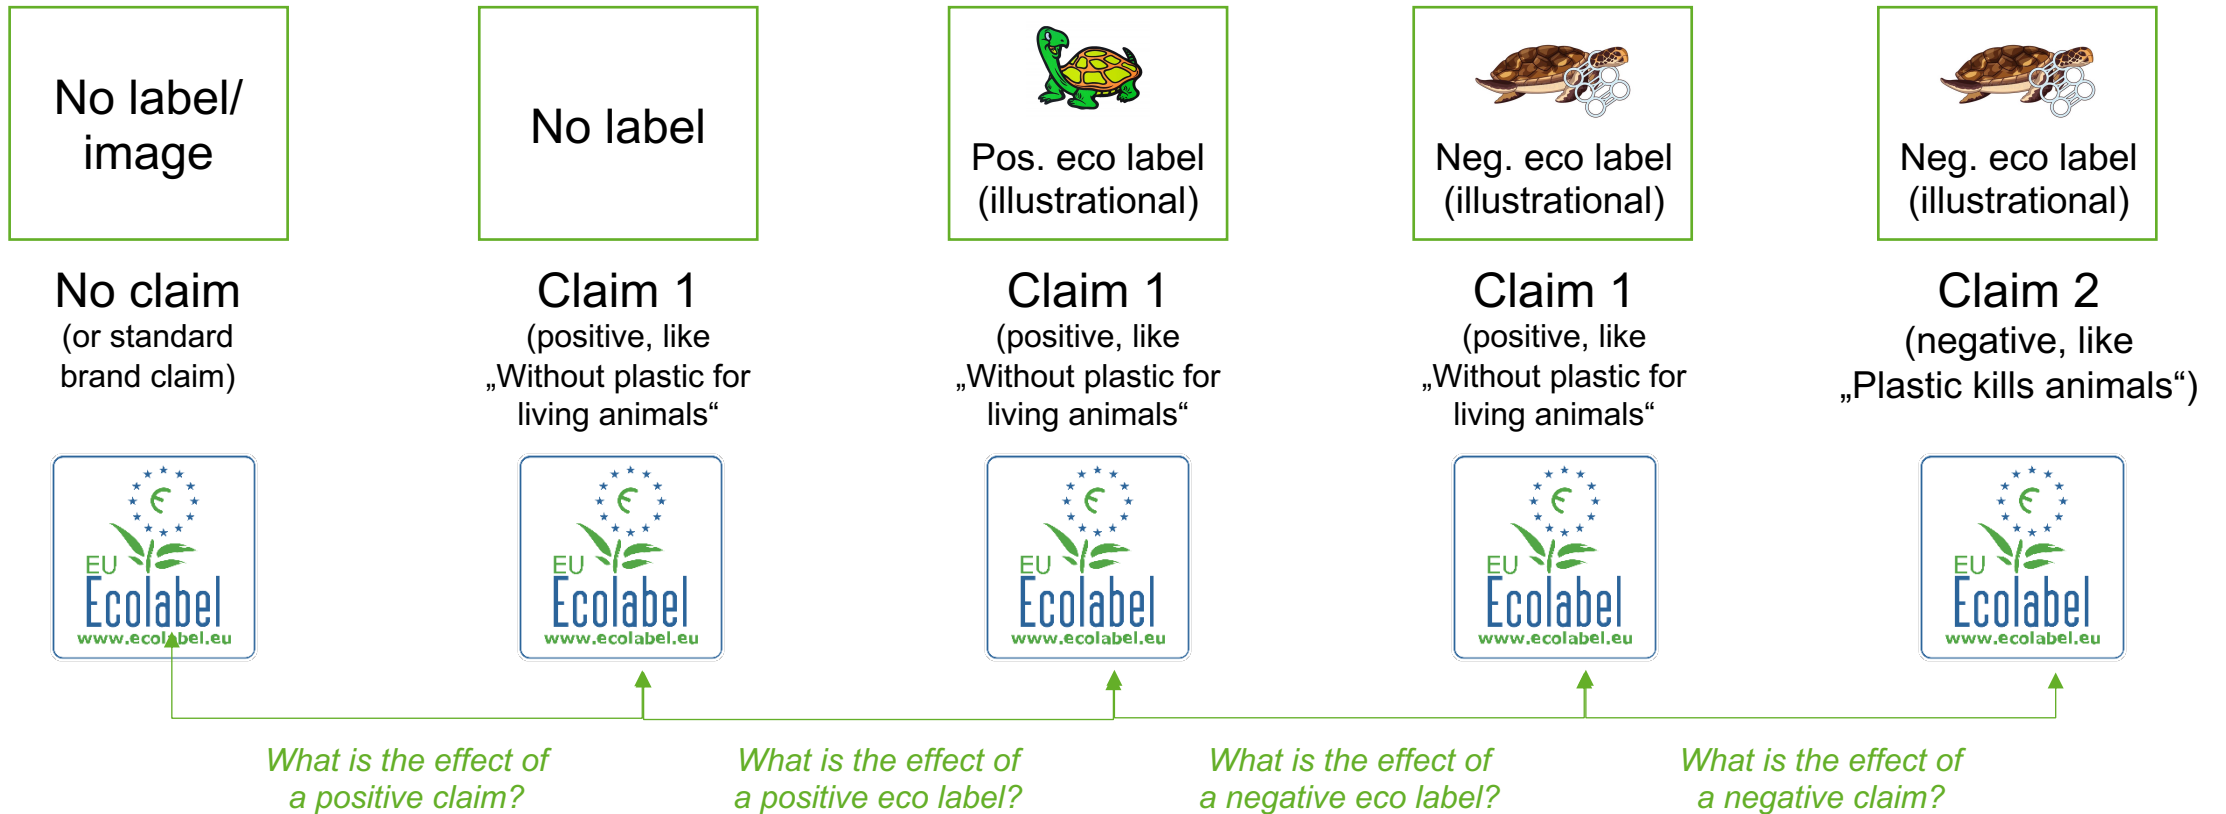 No label/
image
No claim
(or standard
brand claim)
EU
Ecolabel
www.ecolabel.eu
No label
Claim 1
(positive, like
„Without plastic for
living animals“
EU
Ecolabel
www.ecolabel.eu
Pos. eco label
(illustrational)
Claim 1
(positive, like
„Without plastic for
living animals“
EU
Ecolabel
www.ecolabel.eu
Neg. eco label
(illustrational)
Claim 1
(positive, like
„Without plastic for
living animals“
EU
Ecolabel
www.ecolabel.eu
Neg. eco label
(illustrational)
Claim 2
(negative, like
„Plastic kills animals“)
EU
Ecolabel
www.ecolabel.eu
What is the effect of
a positive claim?
What is the effect of
a positive eco label?
What is the effect of
a negative eco label?
What is the effect of
a negative claim?